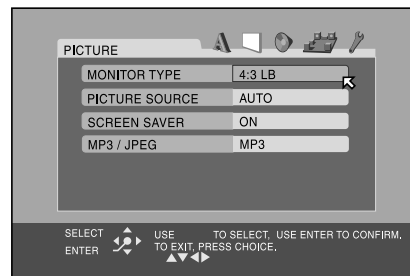 PICTURE
MONITOR TYPE 4:3 LB
PICTURE SOURCE AUTO
SCREEN SAVER ON
MP3 / JPEG MP3
SELECT USE TO SELECT, USE ENTER TO CONFIRM.
ENTER TO EXIT, PRESS CHOICE.